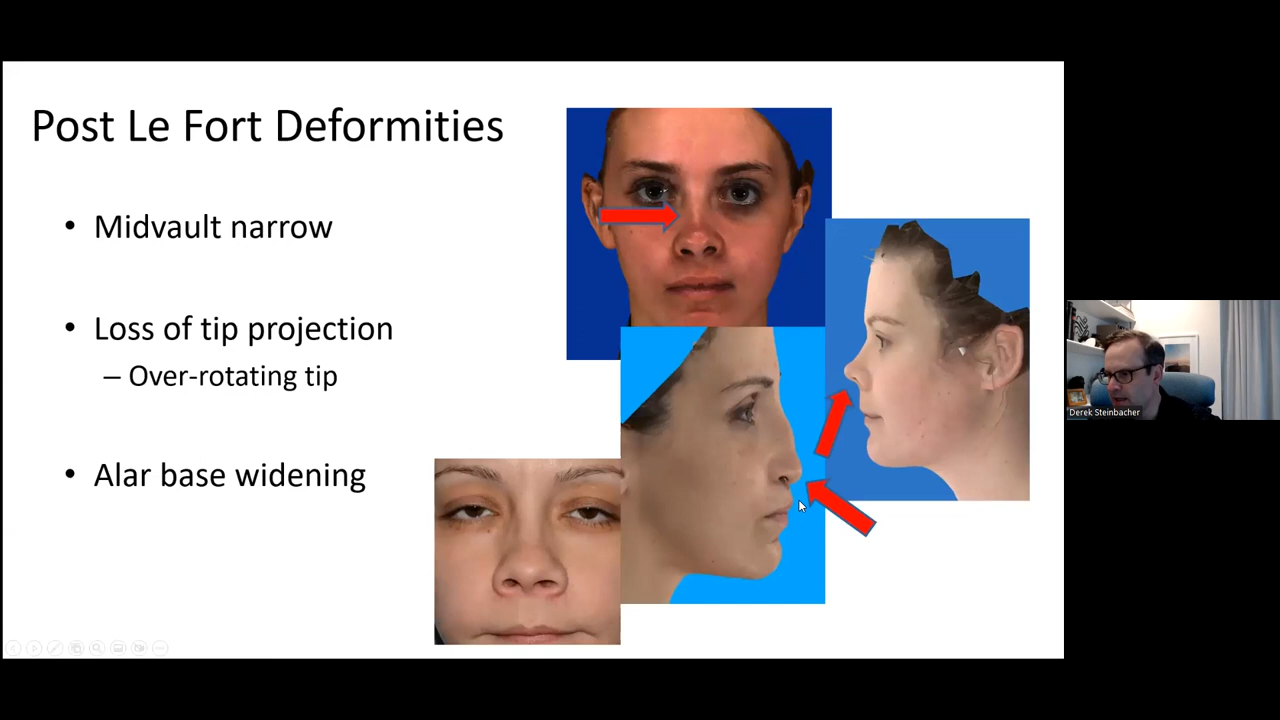 Post Le Fort Deformities
• Midvault narrow
• Loss of tip projection
– Over-rotating tip
• Alar base widening
Derek Steinbacher